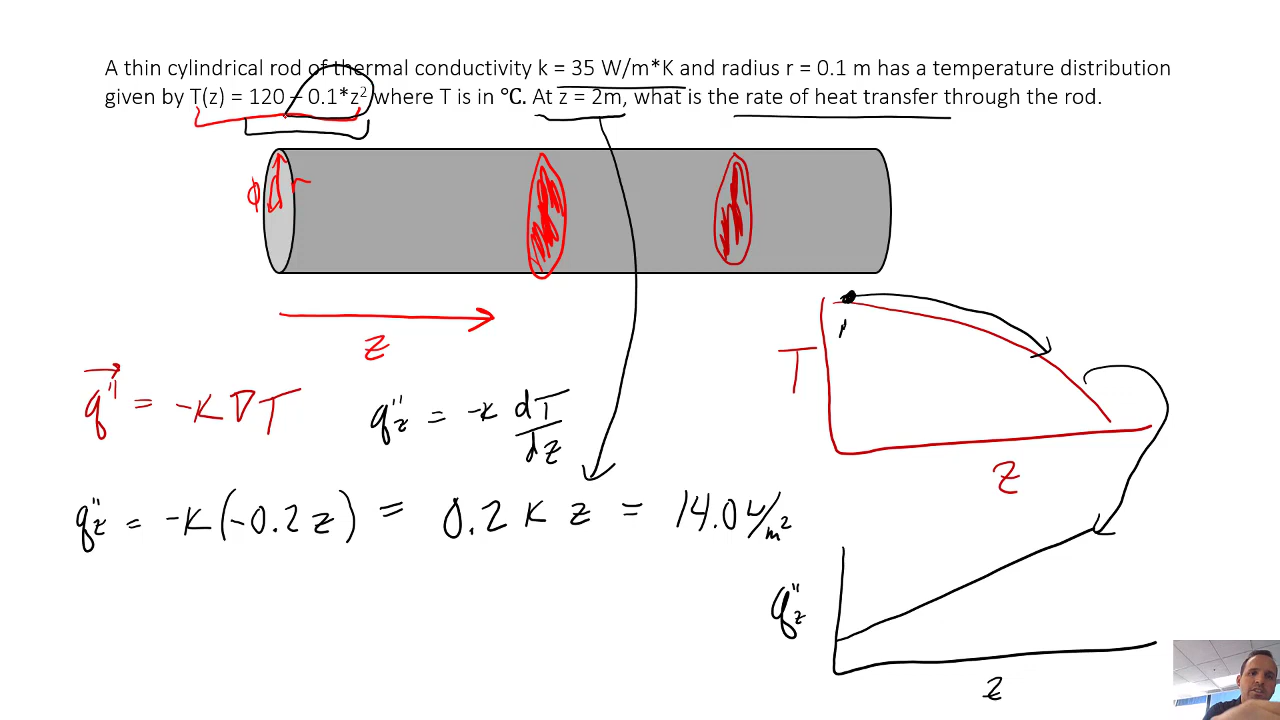 A thin cylindrical rod of thermal conductivity k = 35 W/m*K and radius r = 0.1 m has a temperature distribution
given by T(z) = 120 – 0.1*z² where T is in °C. At z = 2m, what is the rate of heat transfer through the rod.
ϕ d r
z
T
z
q⃗" = -K ∇T
q"z = -k dT/dz
q"z = -K(-0.2z) = 0.2 K z = 14.0 W/m²
q"z
z